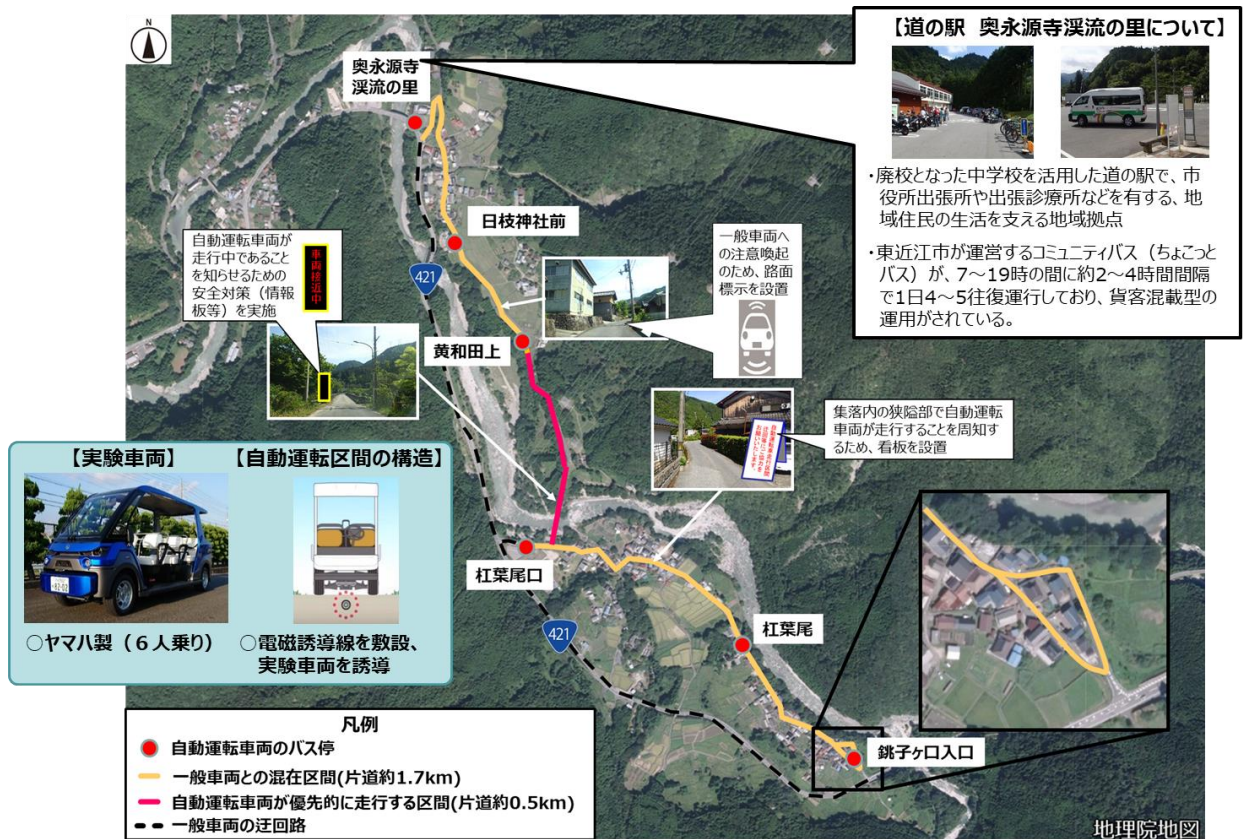 N
奥永源寺
渓流の里
【道の駅 奥永源寺渓流の里について】
・廃校となった中学校を活用した道の駅で、市
役所出張所や出張診療所などを有する、地
域住民の生活を支える地域拠点
・東近江市が運営するコミュニティバス（ちょこっと
バス）が、7～19時の間に約2～4時間間隔
で1日4～5往復運行しており、貨客混載型の
運用がされている。
日枝神社前
自動運転車両が
走行中であること
を知らせるための
安全対策（情報
板等）を実施
車両接近中
421
一般車両へ
の注意喚起
のため、路面
標示を設置
黄和田上
集落内の狭隘部で自動運転
車両が走行することを周知す
るため、看板を設置
【実験車両】
【自動運転区間の構造】
○ヤマハ製（６人乗り）
○電磁誘導線を敷設、
実験車両を誘導
杠葉尾口
421
杠葉尾
銚子ヶ口入口
凡例
自動運転車両のバス停
一般車両との混在区間(片道約1.7km)
自動運転車両が優先的に走行する区間(片道約0.5km)
一般車両の迂回路
地理院地図